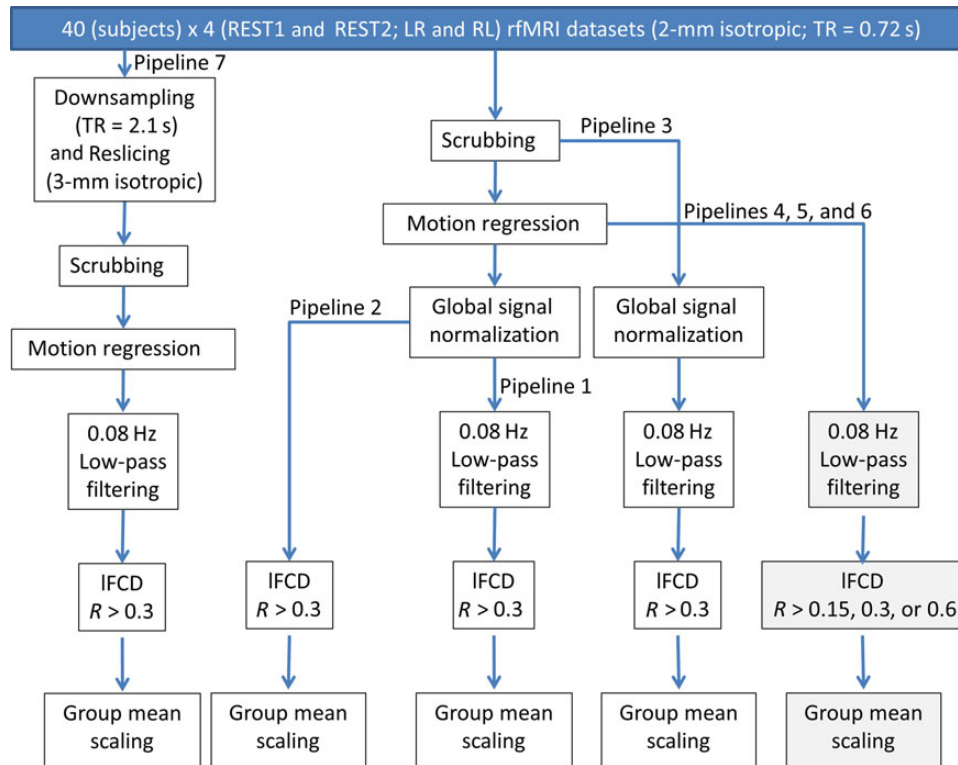 40 (subjects) x 4 (REST1 and REST2; LR and RL) rfMRI datasets (2-mm isotropic; TR = 0.72 s)
Pipeline 7
Downsampling
(TR = 2.1 s)
and Reslicing
(3-mm isotropic)
Scrubbing
Motion regression
0.08 Hz
Low-pass
filtering
lFCD
R > 0.3
Group mean
scaling
Scrubbing
Pipeline 3
Motion regression
Pipelines 4, 5, and 6
Pipeline 2
Global signal
normalization
Global signal
normalization
Pipeline 1
0.08 Hz
Low-pass
filtering
0.08 Hz
Low-pass
filtering
0.08 Hz
Low-pass
filtering
lFCD
R > 0.3
lFCD
R > 0.3
lFCD
R > 0.3
lFCD
R > 0.15, 0.3, or 0.6
Group mean
scaling
Group mean
scaling
Group mean
scaling
Group mean
scaling